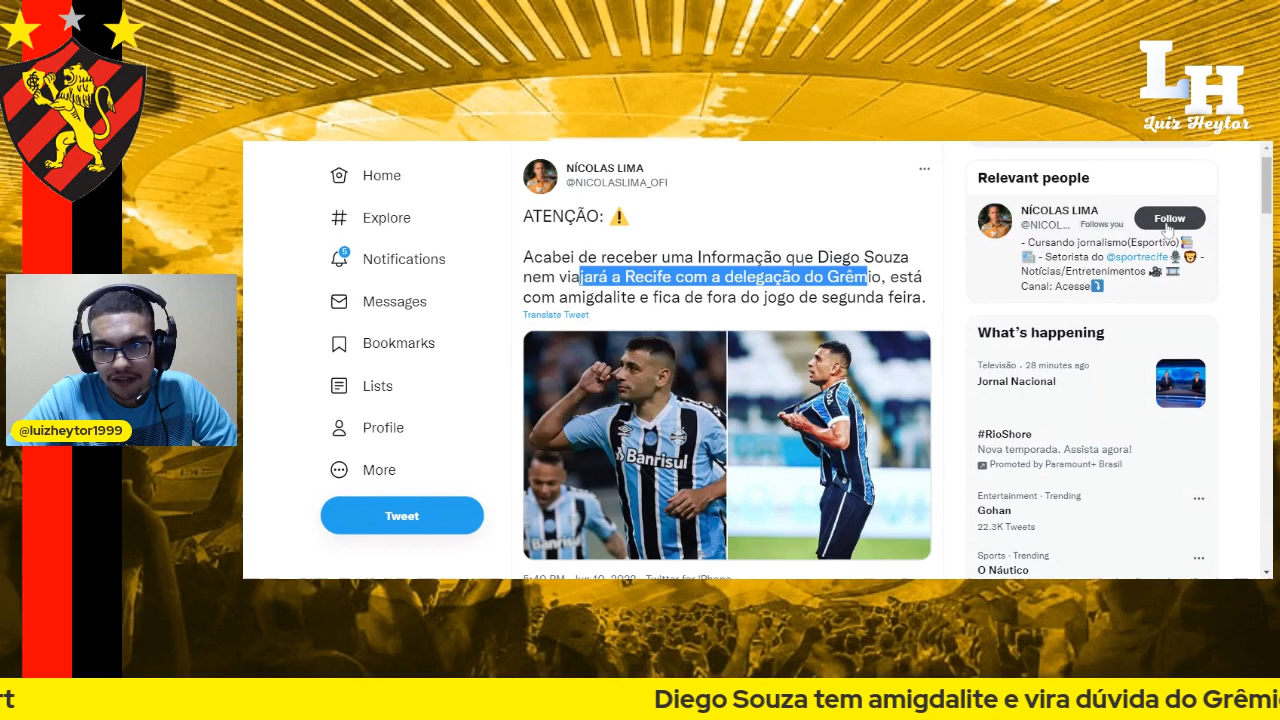 LH
Luiz Heytor
Home
Explore
5
Notifications
Messages
Bookmarks
Lists
Profile
More
Tweet
NÍCOLAS LIMA
@NICOLASLIMA_OFI
ATENÇÃO: ⚠️
Acabei de receber uma Informação que Diego Souza
nem viajará a Recife com a delegação do Grêmio, está
com amigdalite e fica de fora do jogo de segunda feira.
Translate Tweet
Banrisul
Banrisul
Relevant people
NÍCOLAS LIMA
@NICOL... Follows you
Follow
- Cursando jornalismo(Esportivo)
- Setorista do @sportrecife
-
Notícias/Entretenimentos
Canal: Acesse
What's happening
Televisão · 28 minutes ago
Jornal Nacional
#RioShore
Nova temporada. Assista agora!
Promoted by Paramount+ Brasil
Entertainment · Trending
Gohan
22.3K Tweets
Sports · Trending
O Náutico
@luizheytor1999
rt
Diego Souza tem amigdalite e vira dúvida do Grêmi